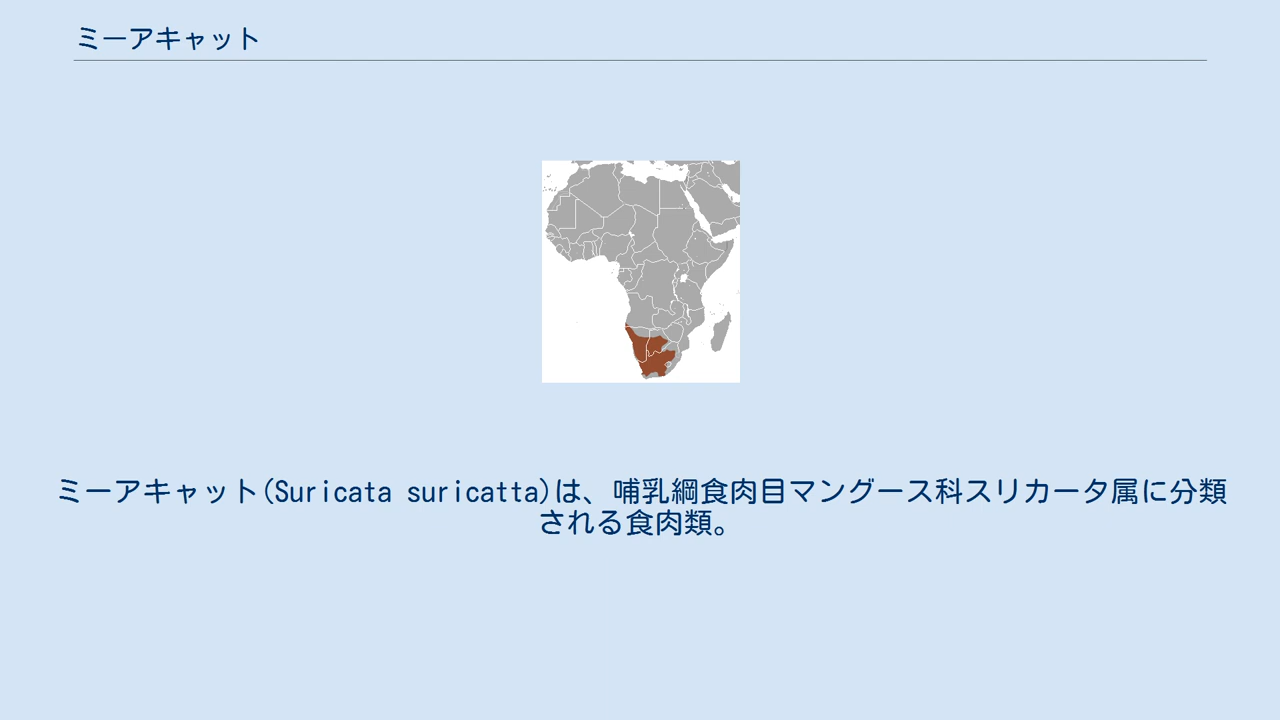 ミーアキャット
ミーアキャット(Suricata suricatta)は、哺乳綱食肉目マングース科スリカータ属に分類
される食肉類。